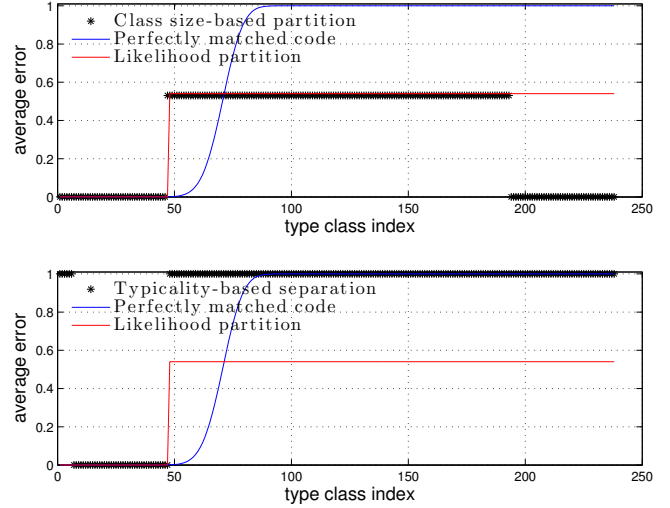 1
0.8
0.6
0.4
0.2
0
average error
Class size-based partition
Perfectly matched code
Likelihood partition
0 50 100 150 200 250
type class index
1
0.8
0.6
0.4
0.2
0
average error
Typicality-based separation
Perfectly matched code
Likelihood partition
0 50 100 150 200 250
type class index